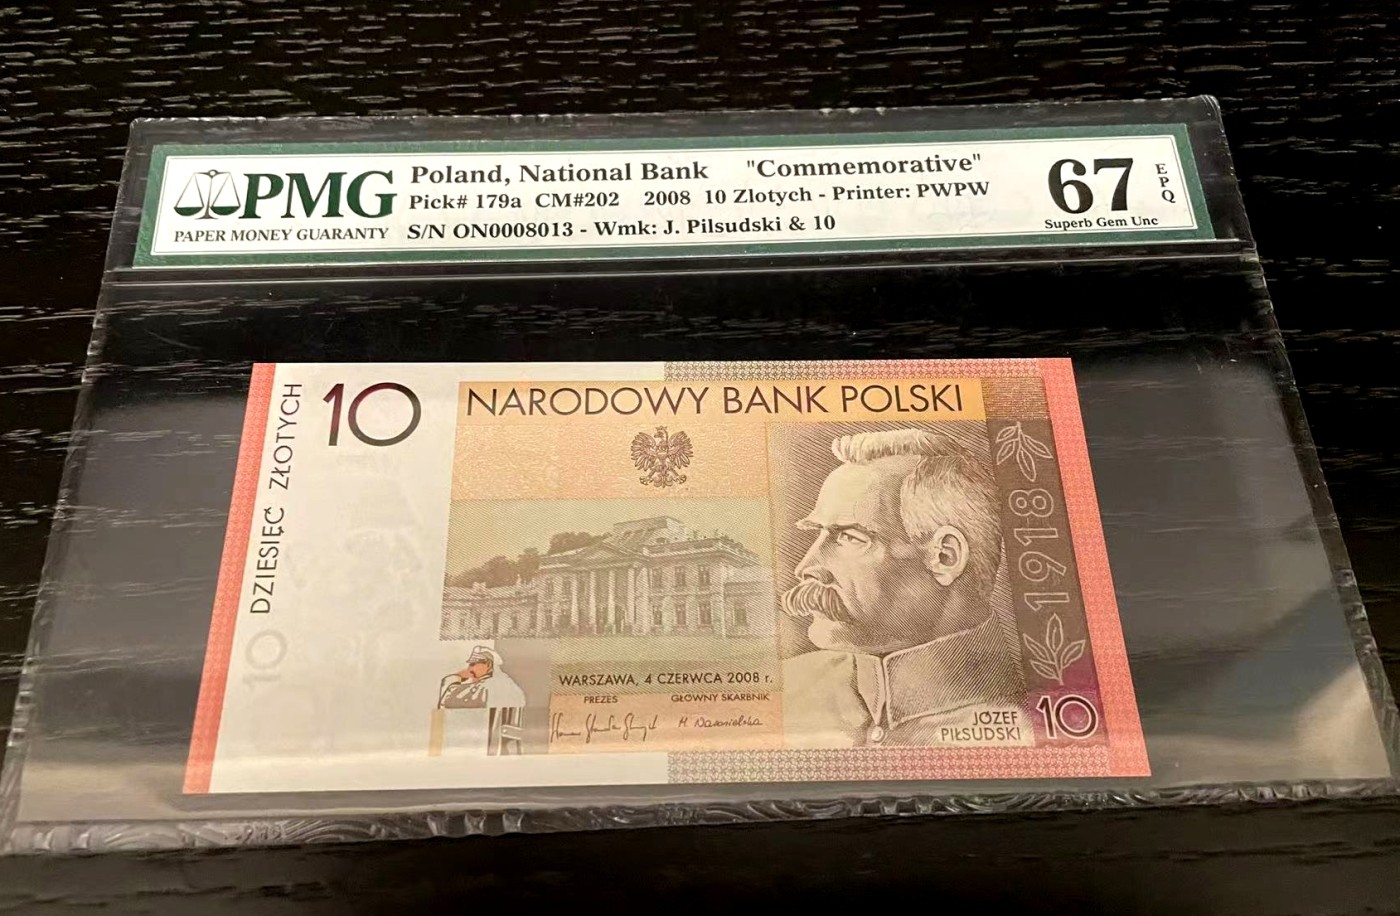 PMG
PAPER MONEY GUARANTY
Poland, National Bank "Commemorative"
Pick# 179a CM#202 2008 10 Zlotych - Printer: PWPW
S/N ON0008013 - Wmk: J. Pilsudski & 10
67
EPQ
Superb Gem Unc
10
DZIESIĘĆ ZŁOTYCH
10
NARODOWY BANK POLSKI
1918
WARSZAWA, 4 CZERWCA 2008 r.
PREZES GŁÓWNY SKARBNIK
JÓZEF
PIŁSUDSKI
10